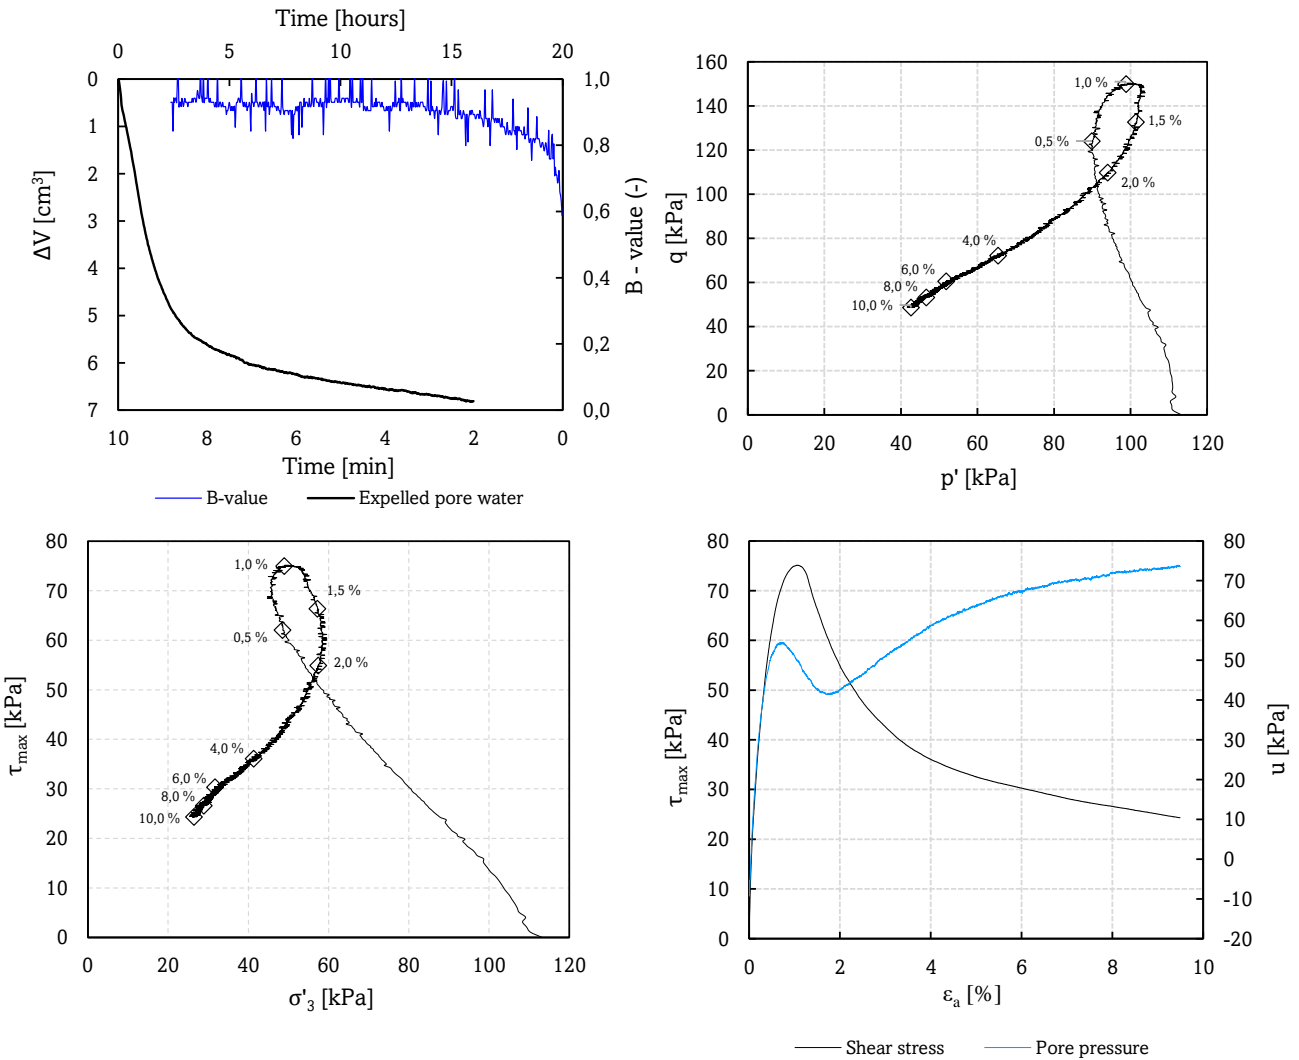 Time [hours]
0 5 10 15 20
0 1 2 3 4 5 6 7
ΔV [cm³]
1,0 0,8 0,6 0,4 0,2 0,0
B - value (-)
10 8 6 4 2 0
Time [min]
B-value Expelled pore water
160 140 120 100 80 60 40 20 0
q [kPa]
1,0 %
0,5 %
1,5 %
2,0 %
4,0 %
6,0 %
8,0 %
10,0 %
0 20 40 60 80 100 120
p' [kPa]
80 70 60 50 40 30 20 10 0
τmax [kPa]
1,0 %
1,5 %
0,5 %
2,0 %
4,0 %
6,0 %
8,0 %
10,0 %
0 20 40 60 80 100 120
σ'3 [kPa]
80 70 60 50 40 30 20 10 0
τmax [kPa]
80 70 60 50 40 30 20 10 0 -10 -20
u [kPa]
0 2 4 6 8 10
εa [%]
Shear stress Pore pressure